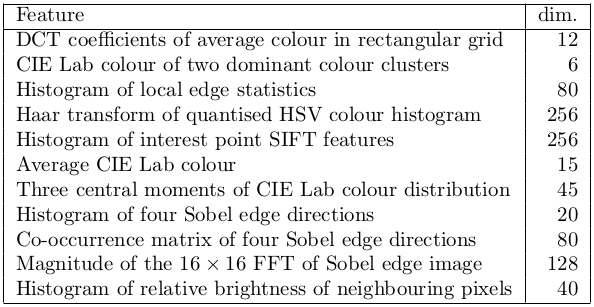 Feature dim.
DCT coefficients of average colour in rectangular grid 12
CIE Lab colour of two dominant colour clusters 6
Histogram of local edge statistics 80
Haar transform of quantised HSV colour histogram 256
Histogram of interest point SIFT features 256
Average CIE Lab colour 15
Three central moments of CIE Lab colour distribution 45
Histogram of four Sobel edge directions 20
Co-occurrence matrix of four Sobel edge directions 80
Magnitude of the 16 × 16 FFT of Sobel edge image 128
Histogram of relative brightness of neighbouring pixels 40